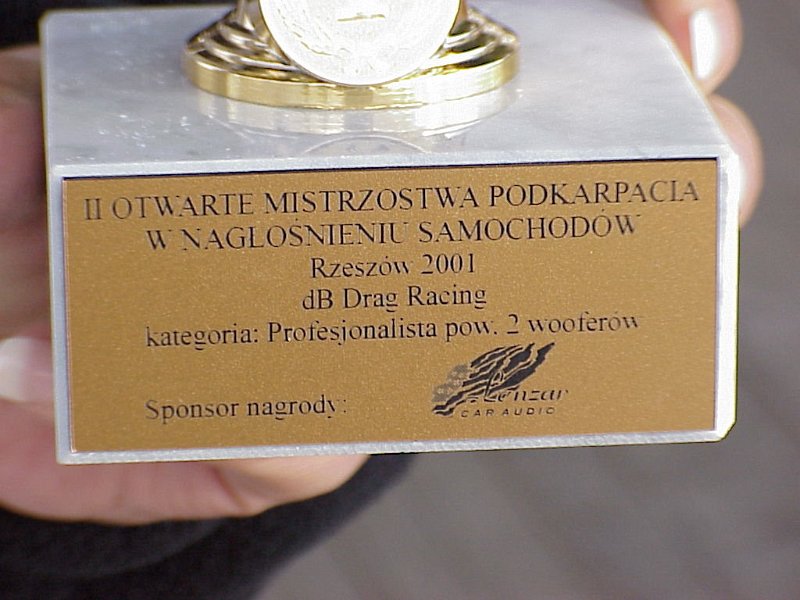 II OTWARTE MISTRZOSTWA PODKARPACIA
W NAGŁOŚNIENIU SAMOCHODÓW
Rzeszów 2001
dB Drag Racing
kategoria: Profesjonalista pow. 2 wooferów
Sponsor nagrody:
CAR AUDIO